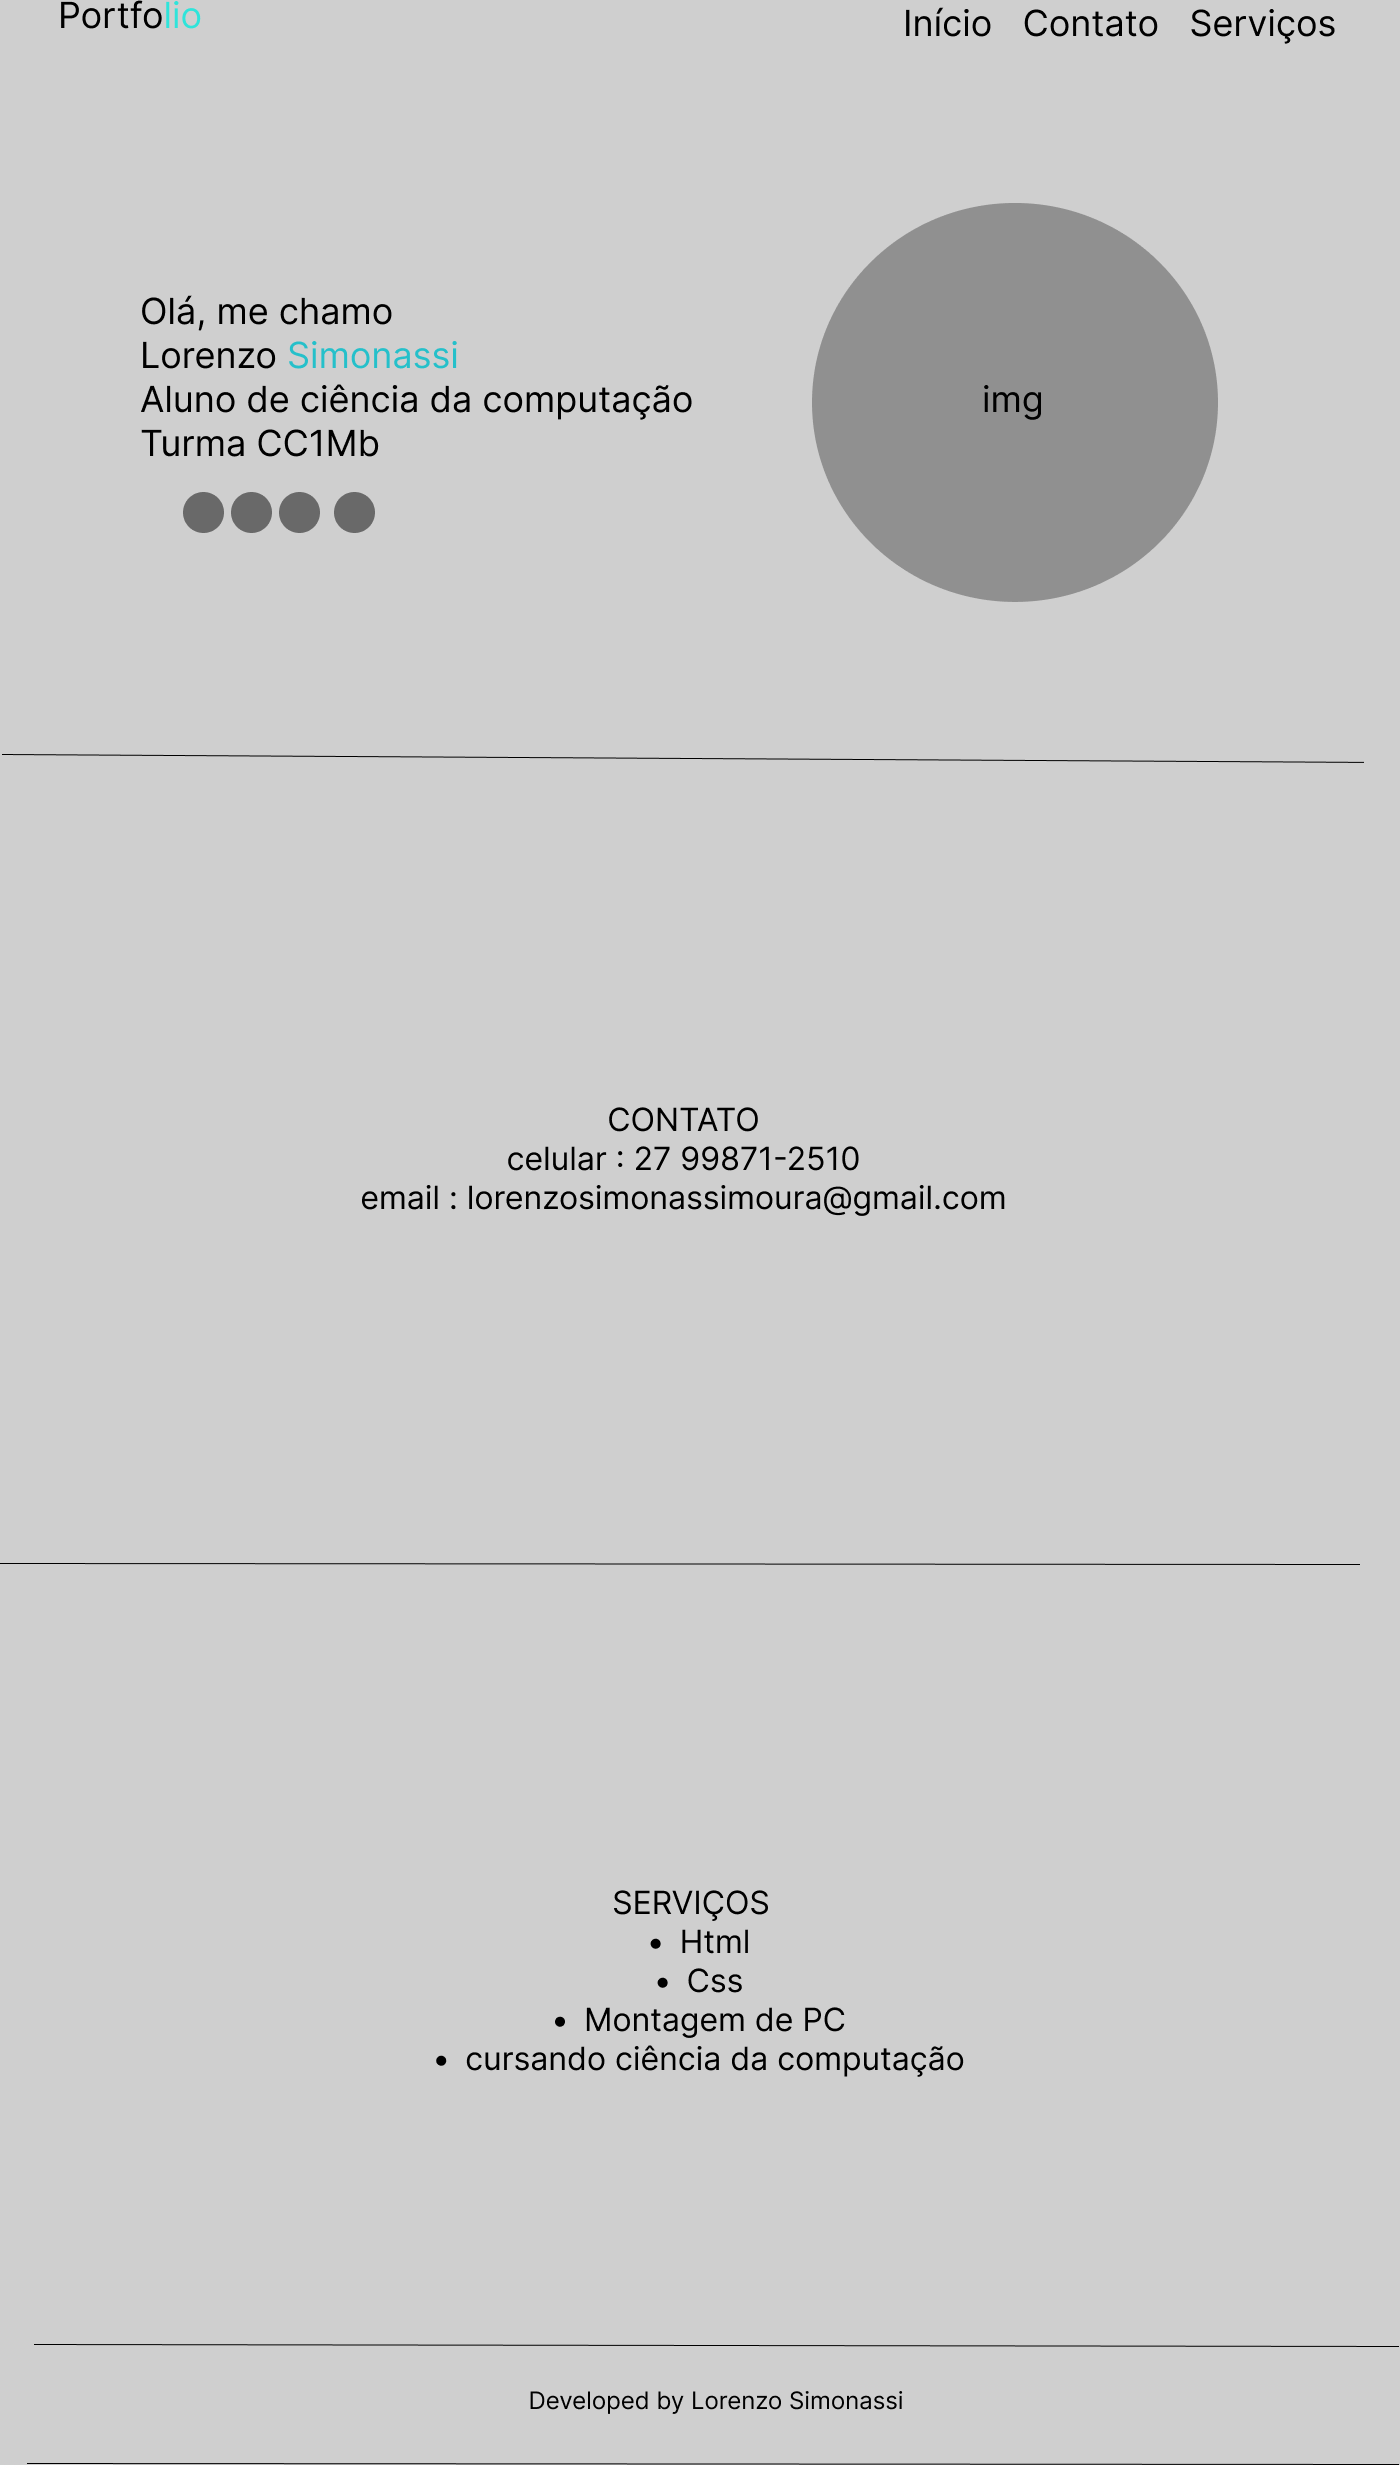 Portfolio
Início Contato Serviços
Olá, me chamo
Lorenzo Simonassi
Aluno de ciência da computação
Turma CC1Mb
img
CONTATO
celular : 27 99871-2510
email : lorenzosimonassimoura@gmail.com
SERVIÇOS
• Html
• Css
• Montagem de PC
• cursando ciência da computação
Developed by Lorenzo Simonassi